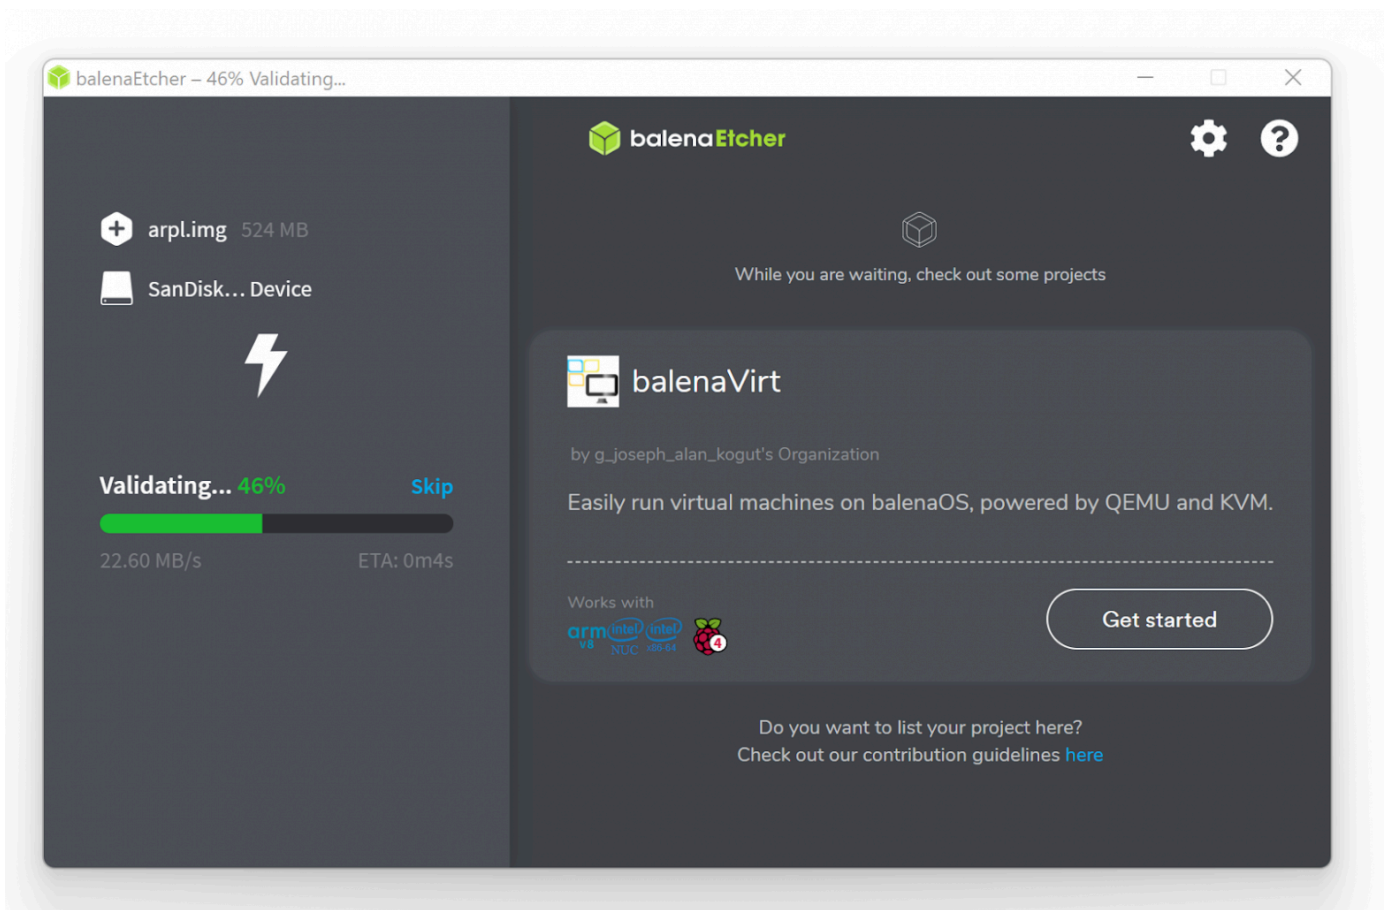 balenaEtcher – 46% Validating...
balenaEtcher
arpl.img 524 MB
SanDisk... Device
Validating... 46% Skip
22.60 MB/s ETA: 0m4s
While you are waiting, check out some projects
balenaVirt
by g_joseph_alan_kogut's Organization
Easily run virtual machines on balenaOS, powered by QEMU and KVM.
Works with
arm v8 intel NUC intel x86-64 4
Get started
Do you want to list your project here?
Check out our contribution guidelines here